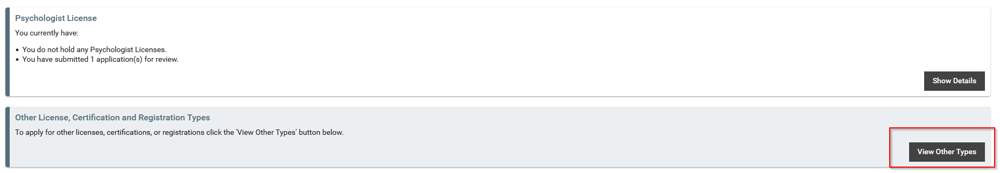 Psychologist License
You currently have:
• You do not hold any Psychologist Licenses.
• You have submitted 1 application(s) for review.
Show Details
Other License, Certification and Registration Types
To apply for other licenses, certifications, or registrations click the 'View Other Types' button below.
View Other Types